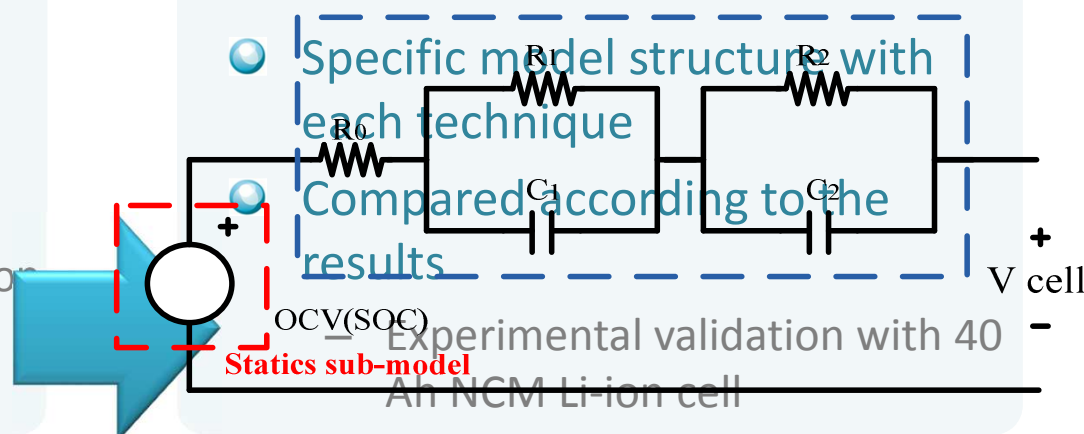 Specific model structure with
each technique
Compared according to the
results
– Experimental validation with 40
Ah NCM Li-ion cell
on
R1
R2
R0
C1
C2
+
+
V cell
–
OCV(SOC)
Statics sub-model